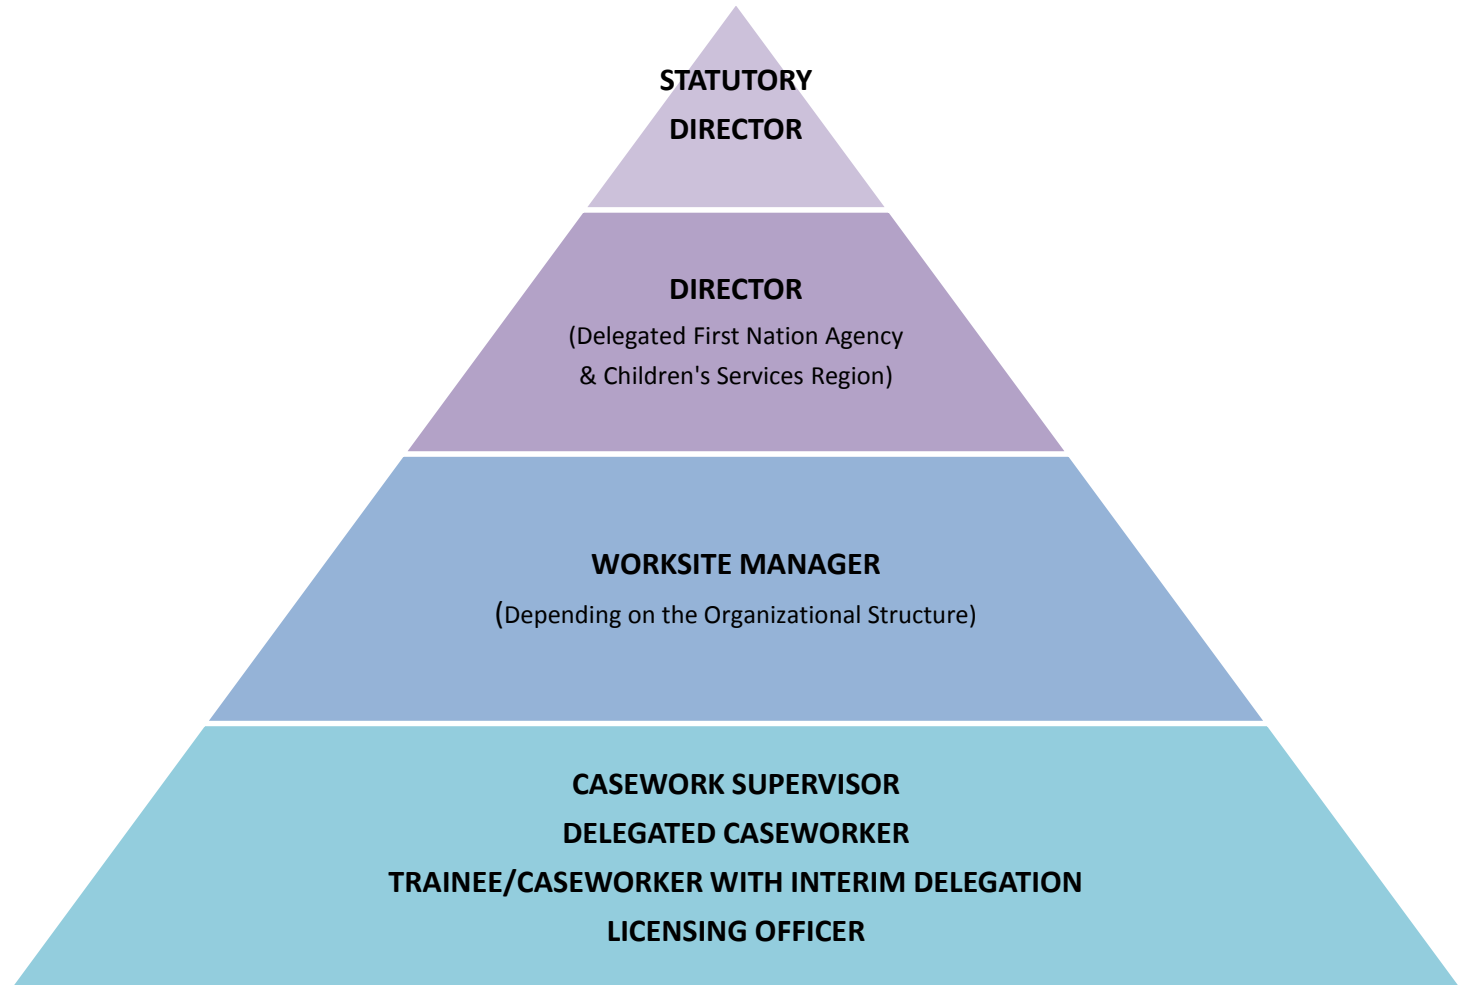 STATUTORY
DIRECTOR
DIRECTOR
(Delegated First Nation Agency
& Children's Services Region)
WORKSITE MANAGER
(Depending on the Organizational Structure)
CASEWORK SUPERVISOR
DELEGATED CASEWORKER
TRAINEE/CASEWORKER WITH INTERIM DELEGATION
LICENSING OFFICER